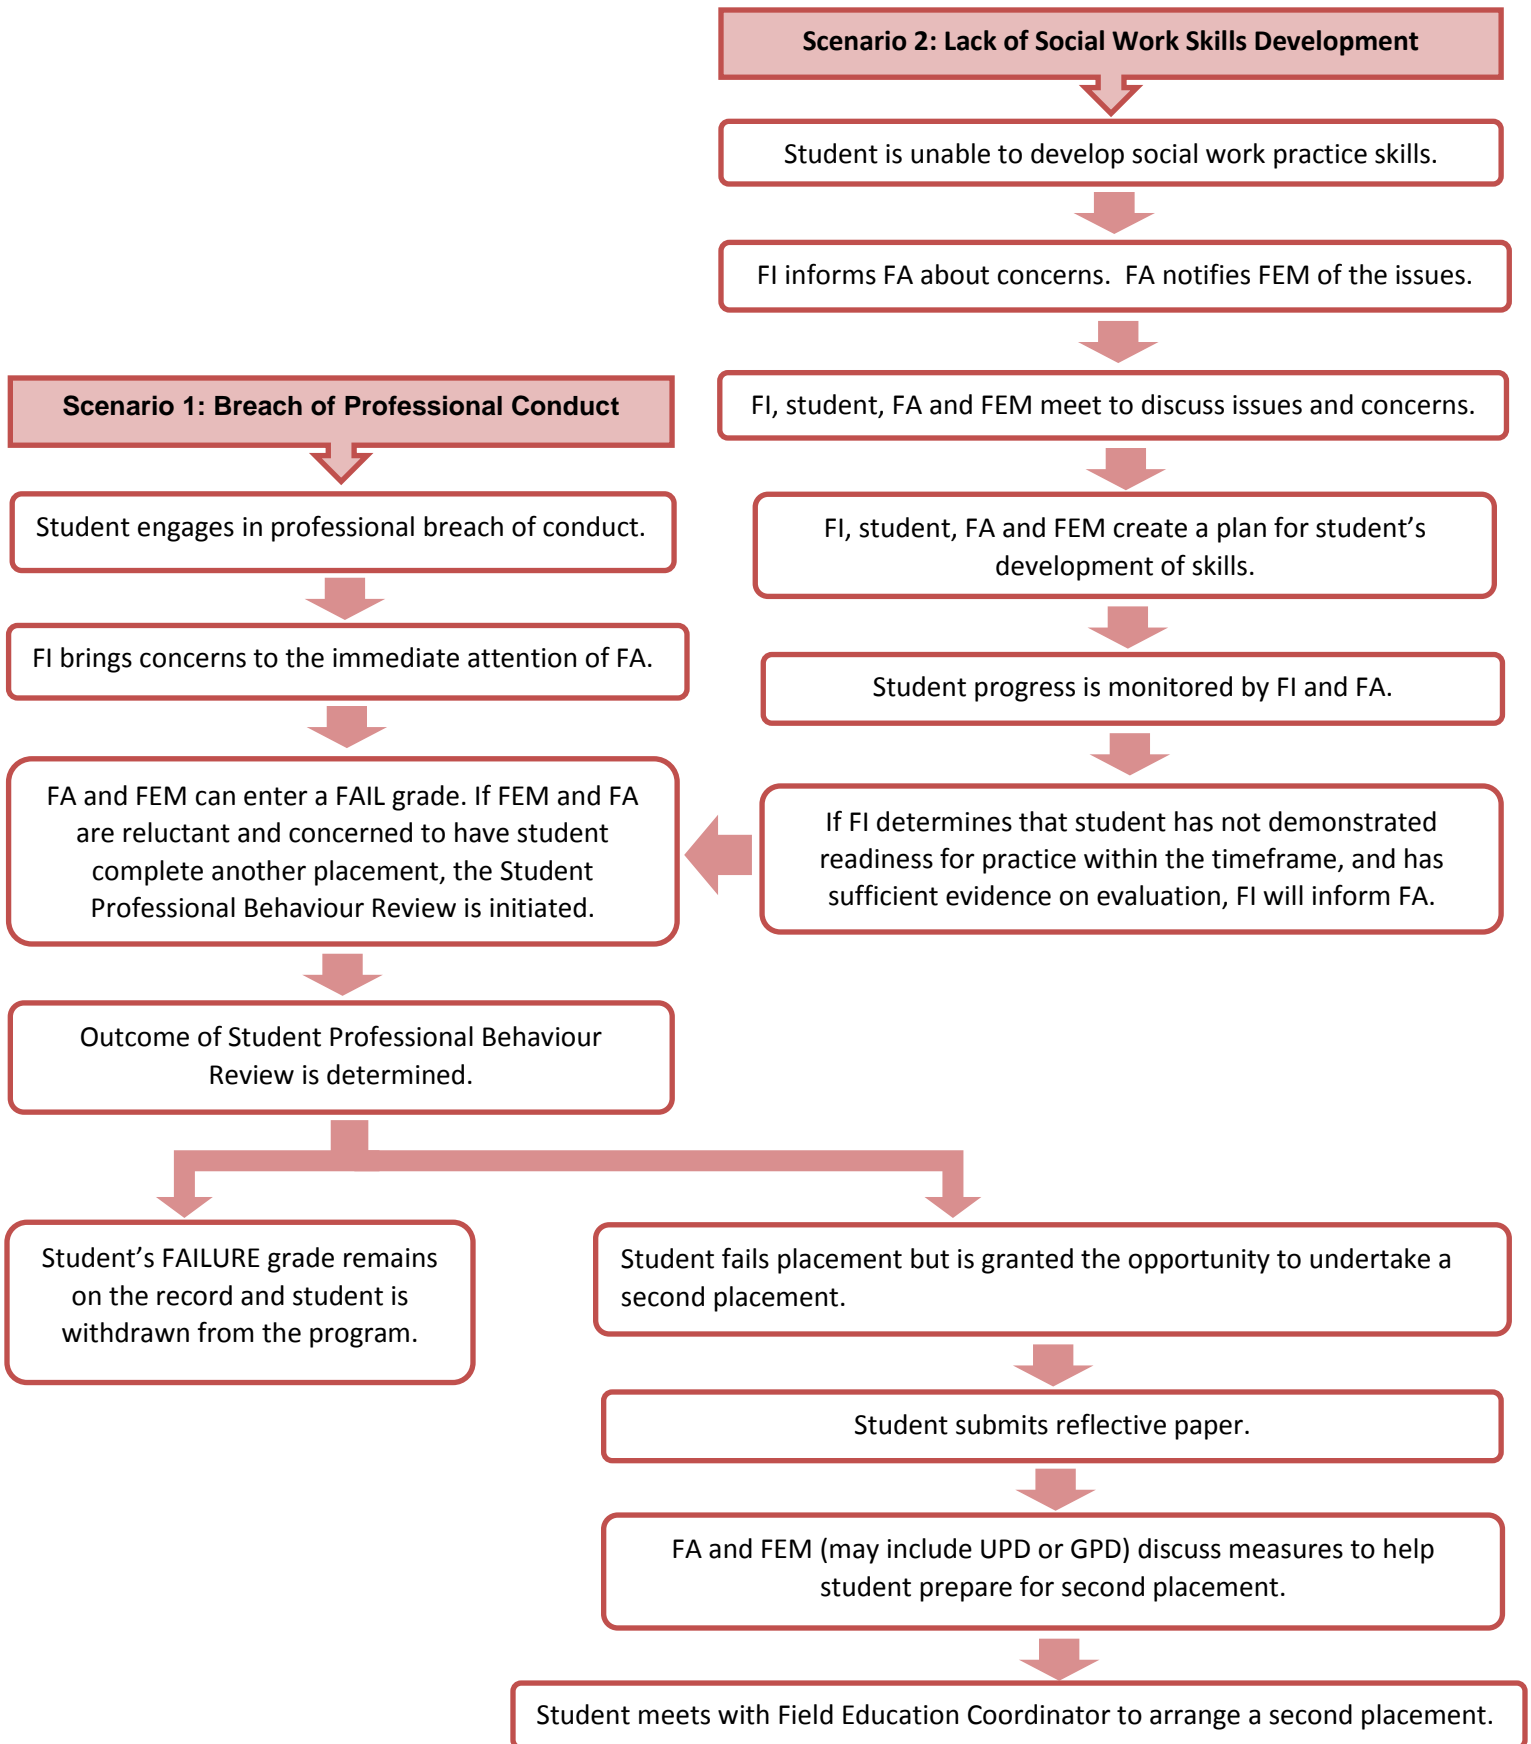 Scenario 2: Lack of Social Work Skills Development
Student is unable to develop social work practice skills.
FI informs FA about concerns.  FA notifies FEM of the issues.
FI, student, FA and FEM meet to discuss issues and concerns.
FI, student, FA and FEM create a plan for student’s
development of skills.
Student progress is monitored by FI and FA.
If FI determines that student has not demonstrated
readiness for practice within the timeframe, and has
sufficient evidence on evaluation, FI will inform FA.
Scenario 1: Breach of Professional Conduct
Student engages in professional breach of conduct.
FI brings concerns to the immediate attention of FA.
FA and FEM can enter a FAIL grade. If FEM and FA
are reluctant and concerned to have student
complete another placement, the Student
Professional Behaviour Review is initiated.
Outcome of Student Professional Behaviour
Review is determined.
Student’s FAILURE grade remains
on the record and student is
withdrawn from the program.
Student fails placement but is granted the opportunity to undertake a
second placement.
Student submits reflective paper.
FA and FEM (may include UPD or GPD) discuss measures to help
student prepare for second placement.
Student meets with Field Education Coordinator to arrange a second placement.